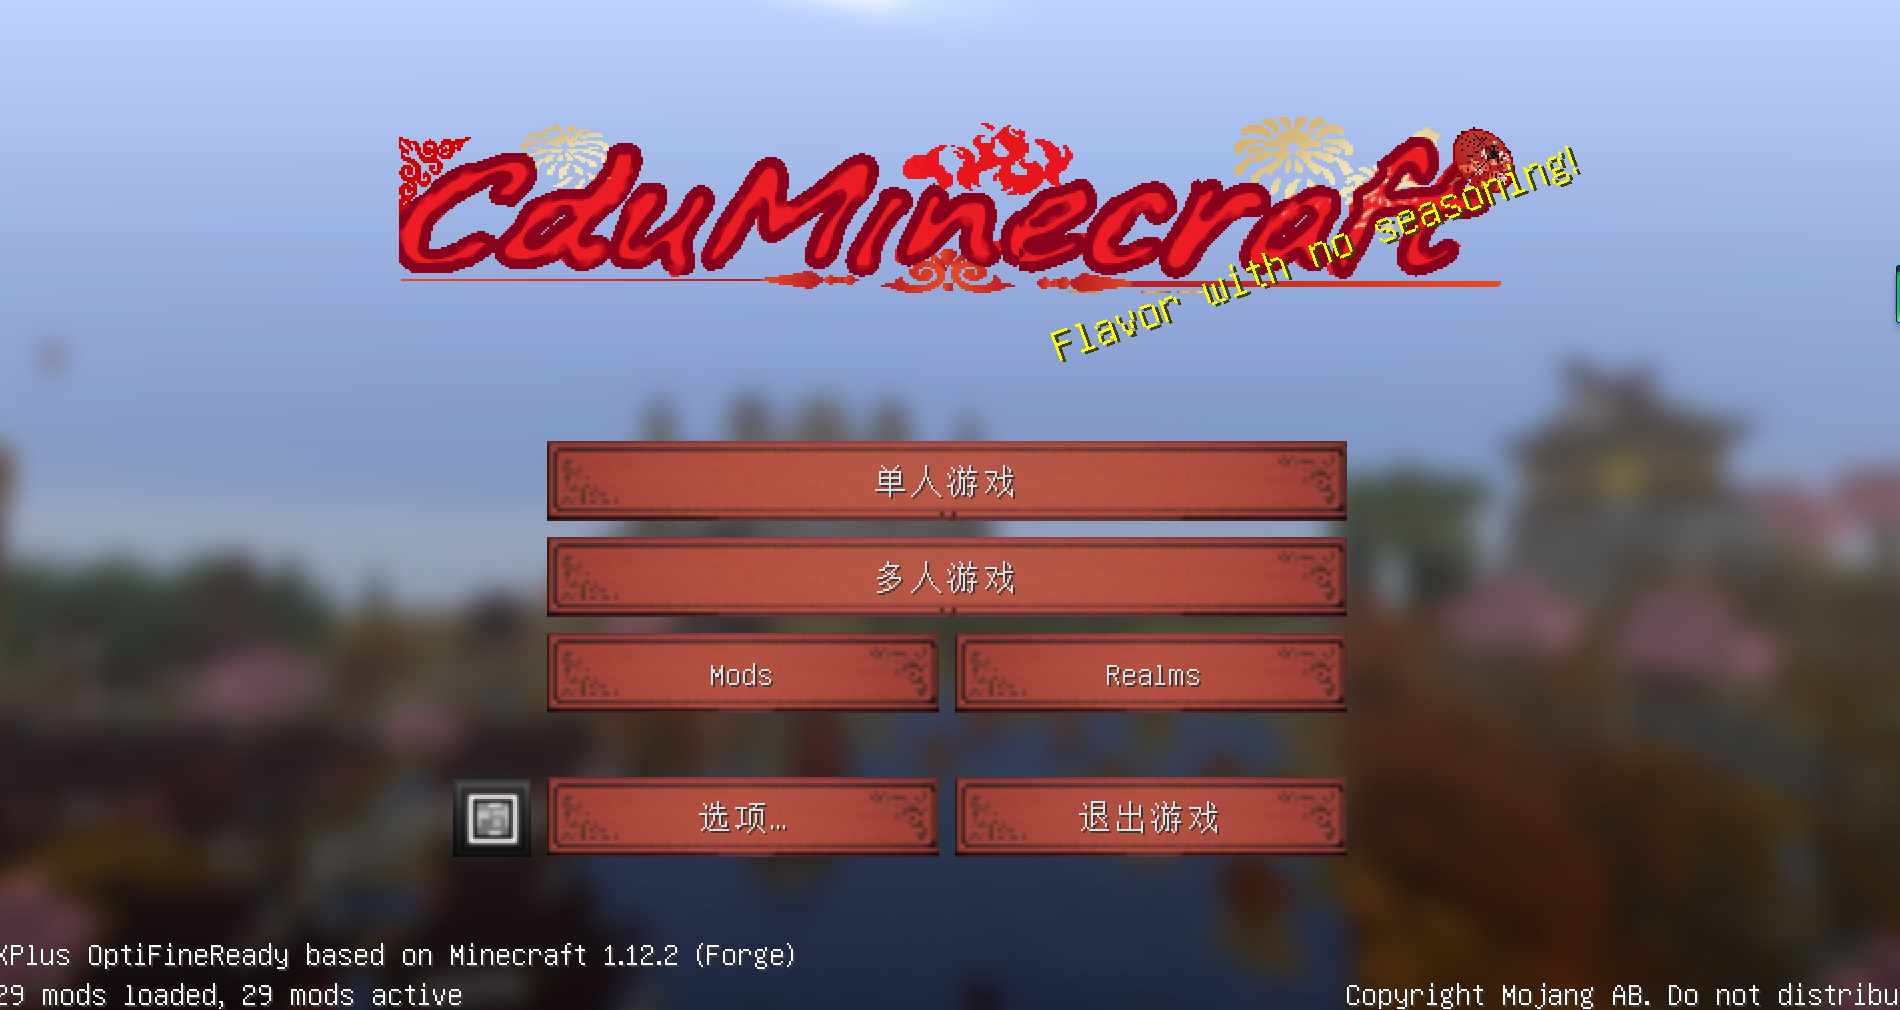 CduMinecraft
Flavor with no seasoning!
单人游戏
多人游戏
Mods
Realms
选项...
退出游戏
XPlus OptiFineReady based on Minecraft 1.12.2 (Forge)
29 mods loaded, 29 mods active
Copyright Mojang AB. Do not distribu